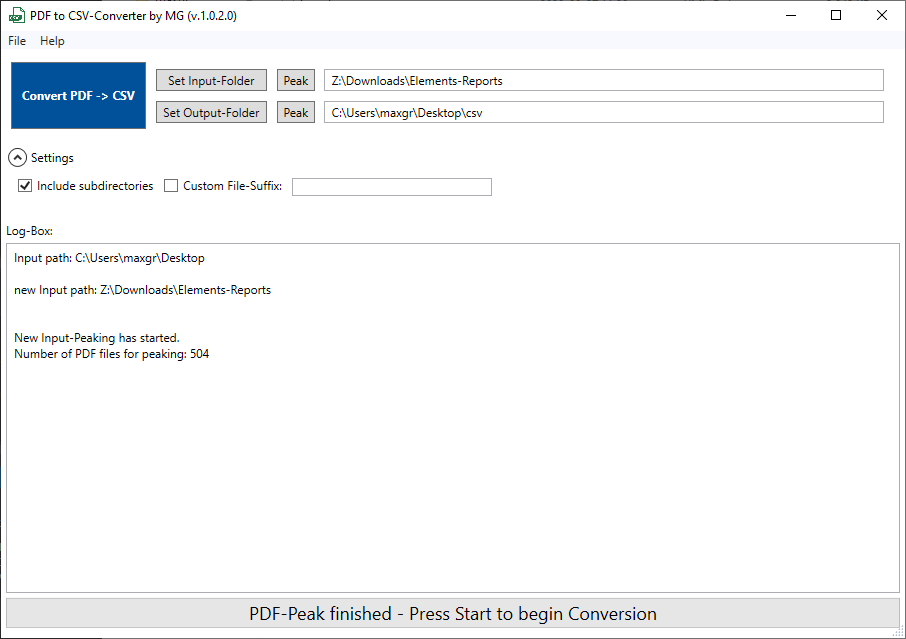 PDF to CSV-Converter by MG (v.1.0.2.0)
File Help
Convert PDF -> CSV
Set Input-Folder Peak Z:\Downloads\Elements-Reports
Set Output-Folder Peak C:\Users\maxgr\Desktop\csv
Settings
Include subdirectories Custom File-Suffix:
Log-Box:
Input path: C:\Users\maxgr\Desktop
new Input path: Z:\Downloads\Elements-Reports
New Input-Peaking has started.
Number of PDF files for peaking: 504
PDF-Peak finished - Press Start to begin Conversion